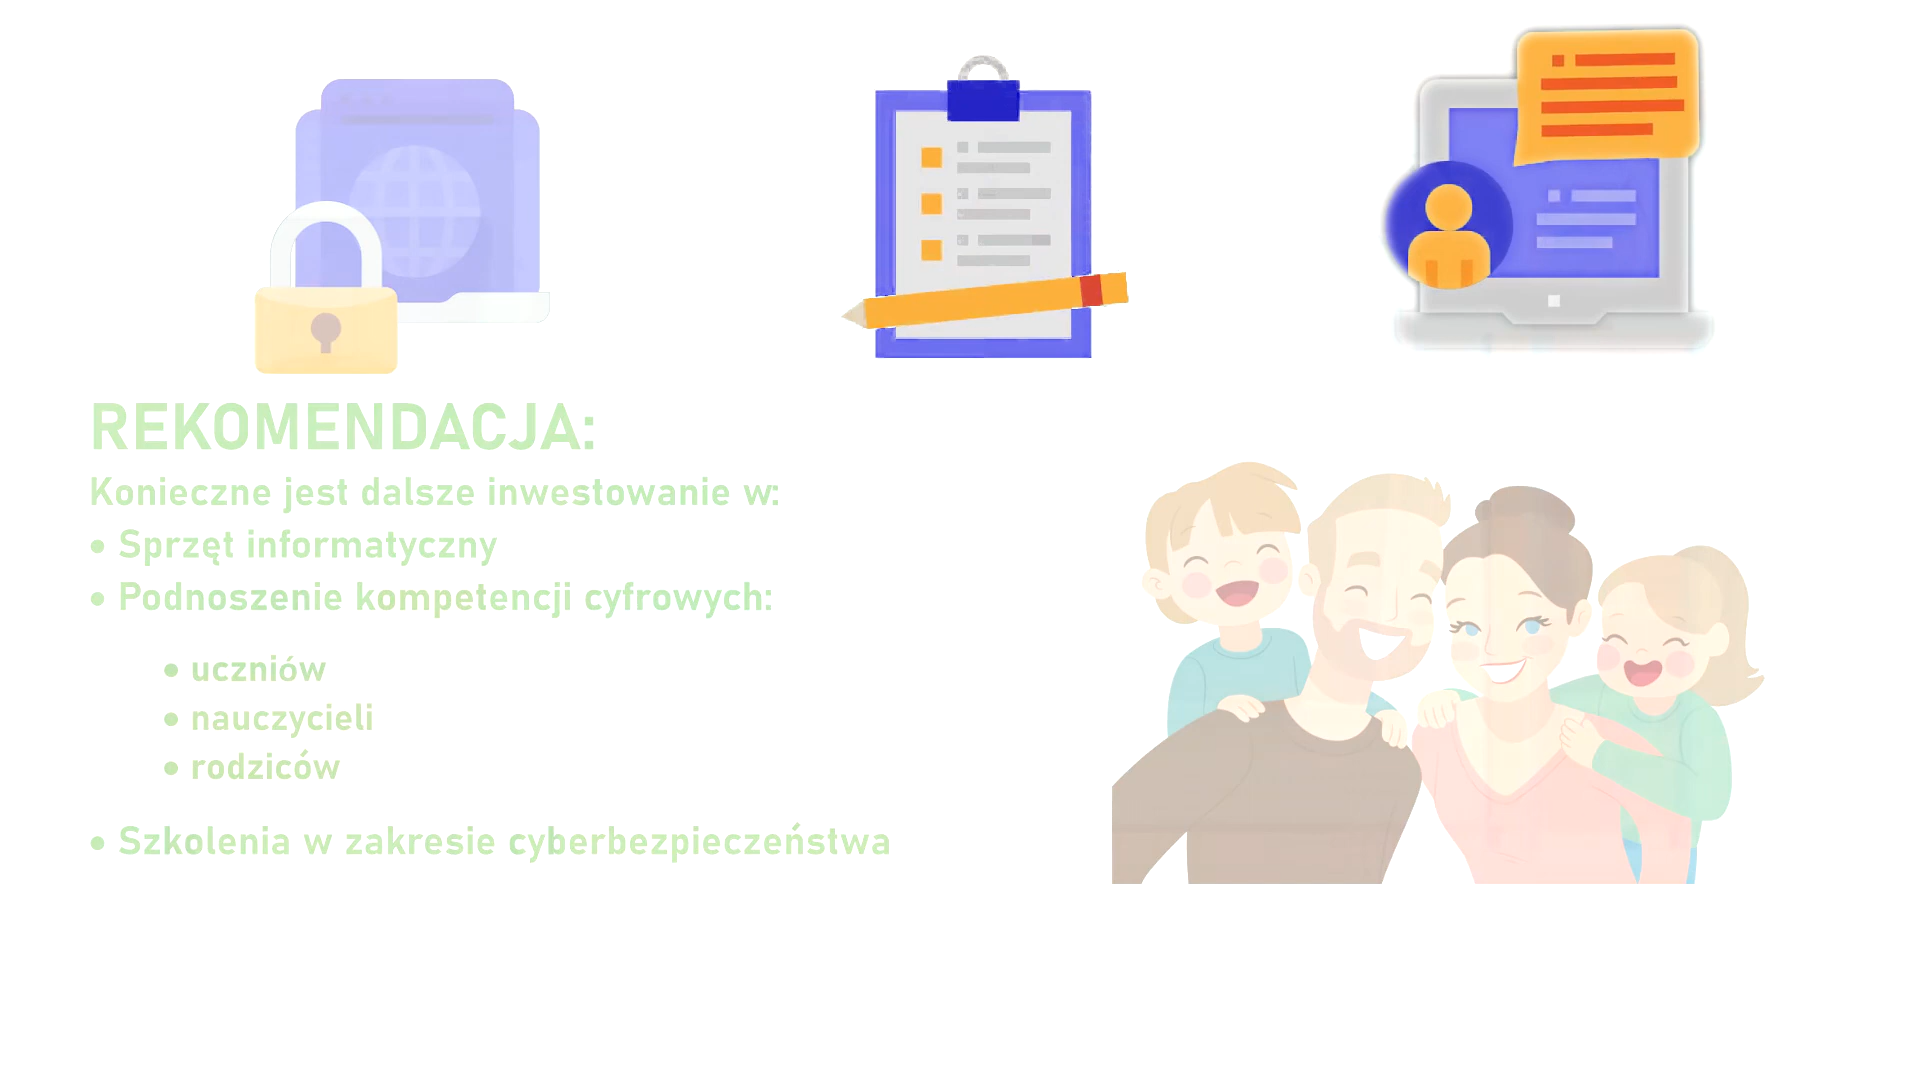 REKOMENDACJA:
Konieczne jest dalsze inwestowanie w:
• Sprzęt informatyczny
• Podnoszenie kompetencji cyfrowych:
• uczniów
• nauczycieli
• rodziców
• Szkolenia w zakresie cyberbezpieczeństwa